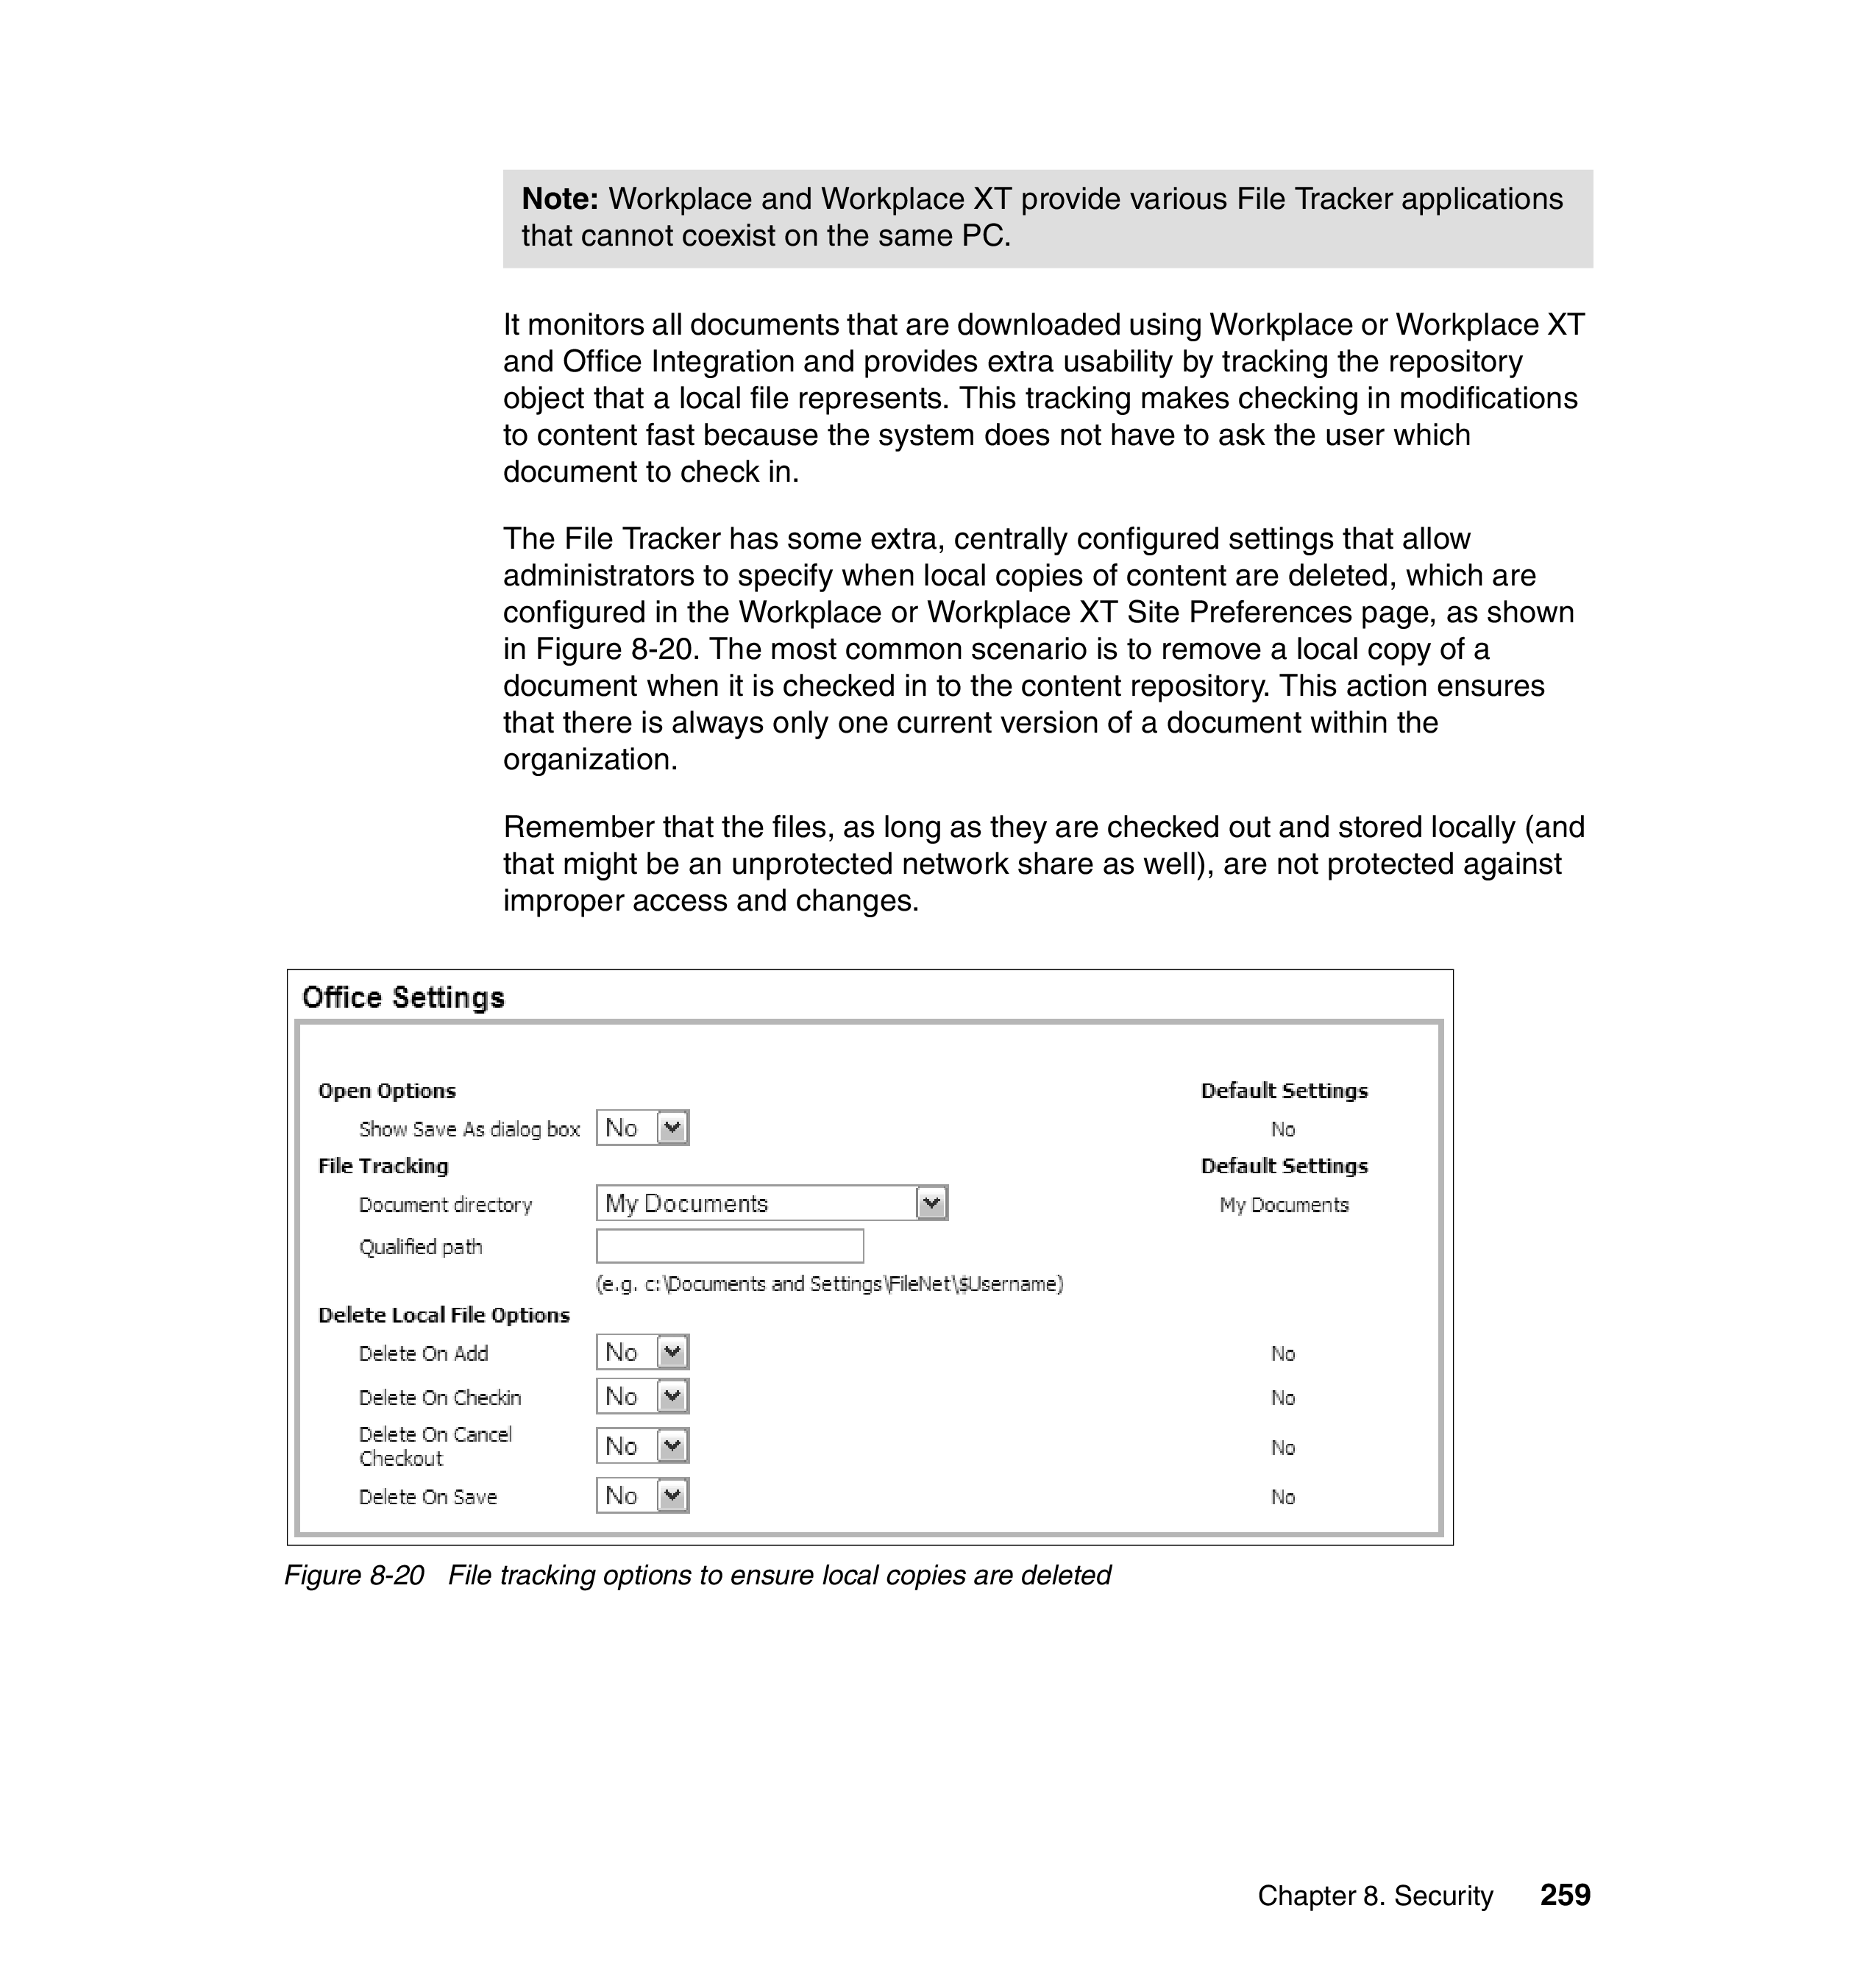 Note: Workplace and Workplace XT provide various File Tracker applications
that cannot coexist on the same PC.
It monitors all documents that are downloaded using Workplace or Workplace XT
and Office Integration and provides extra usability by tracking the repository
object that a local file represents. This tracking makes checking in modifications
to content fast because the system does not have to ask the user which
document to check in.
The File Tracker has some extra, centrally configured settings that allow
administrators to specify when local copies of content are deleted, which are
configured in the Workplace or Workplace XT Site Preferences page, as shown
in Figure 8-20. The most common scenario is to remove a local copy of a
document when it is checked in to the content repository. This action ensures
that there is always only one current version of a document within the
organization.
Remember that the files, as long as they are checked out and stored locally (and
that might be an unprotected network share as well), are not protected against
improper access and changes.
Office Settings
Open Options Default Settings
Show Save As dialog box No No
File Tracking Default Settings
Document directory My Documents My Documents
Qualified path
(e.g. c:\Documents and Settings\FileNet\$Username)
Delete Local File Options
Delete On Add No No
Delete On Checkin No No
Delete On Cancel
Checkout No No
Delete On Save No No
Figure 8-20 File tracking options to ensure local copies are deleted
Chapter 8. Security 259